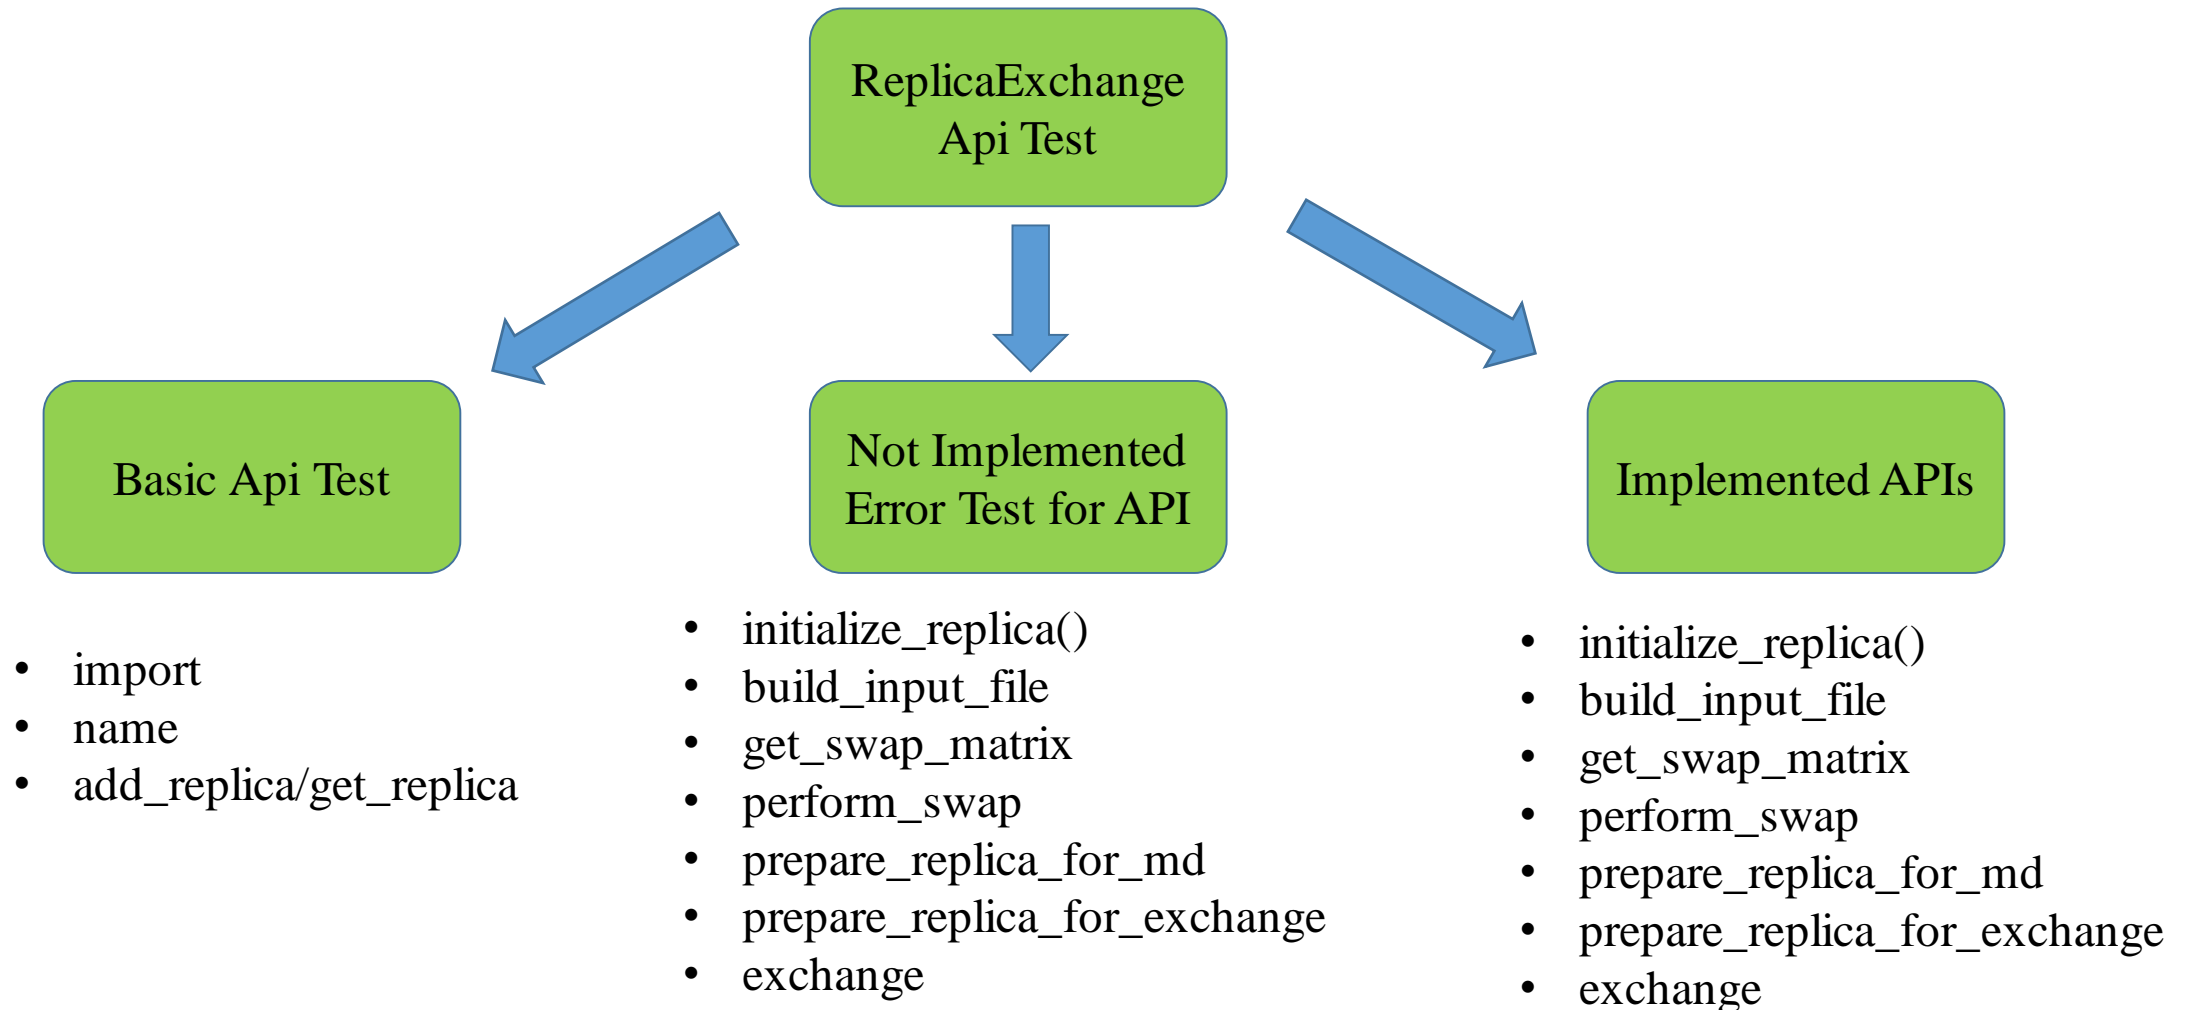 ReplicaExchange
Api Test
Basic Api Test
• import
• name
• add_replica/get_replica
Not Implemented
Error Test for API
• initialize_replica()
• build_input_file
• get_swap_matrix
• perform_swap
• prepare_replica_for_md
• prepare_replica_for_exchange
• exchange
Implemented APIs
• initialize_replica()
• build_input_file
• get_swap_matrix
• perform_swap
• prepare_replica_for_md
• prepare_replica_for_exchange
• exchange